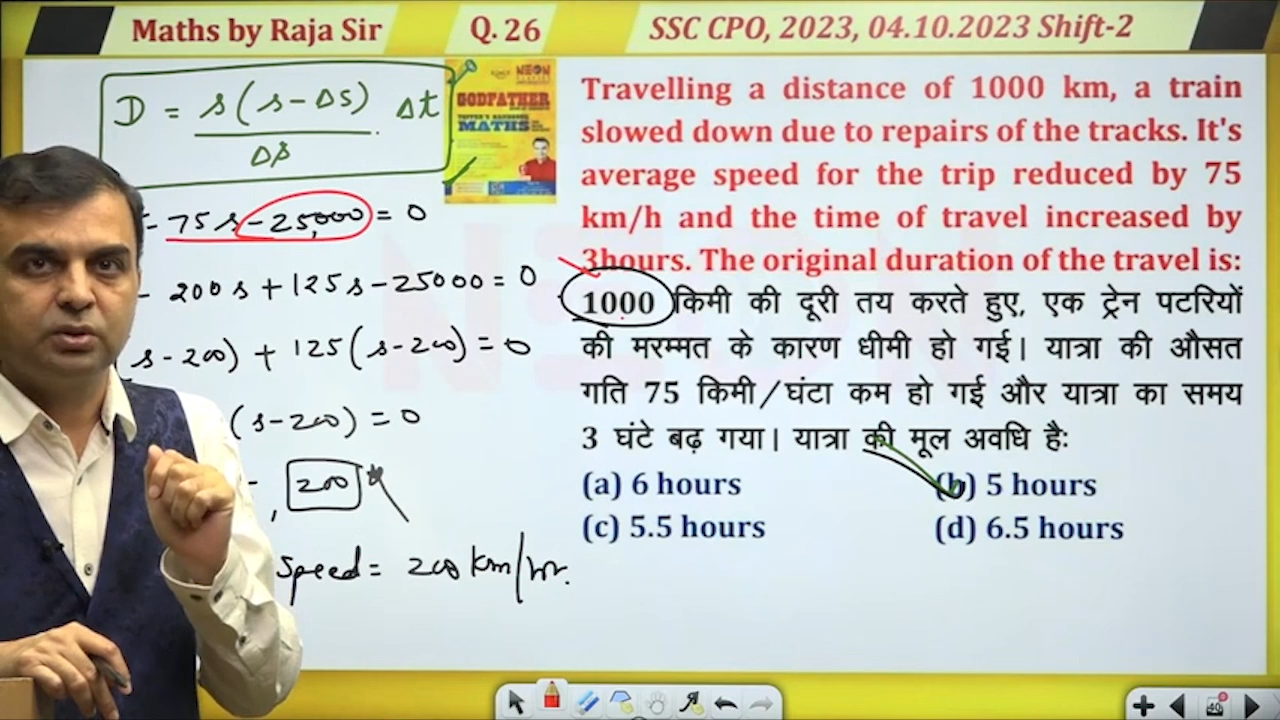 Maths by Raja Sir
Q. 26
SSC CPO, 2023, 04.10.2023 Shift-2
D = s(s-Δs) / Δs . Δt
NEON
GODFATHER
MATHS
- 75s - 25,000 = 0
- 200s + 125s - 25000 = 0
s-200) + 125(s-200) = 0
(s-200) = 0
, 200
speed = 200 km/hr.
Travelling a distance of 1000 km, a train
slowed down due to repairs of the tracks. It's
average speed for the trip reduced by 75
km/h and the time of travel increased by
3hours. The original duration of the travel is:
1000 किमी की दूरी तय करते हुए, एक ट्रेन पटरियों
की मरम्मत के कारण धीमी हो गई। यात्रा की औसत
गति 75 किमी/घंटा कम हो गई और यात्रा का समय
3 घंटे बढ़ गया। यात्रा की मूल अवधि है:
(a) 6 hours
(b) 5 hours
(c) 5.5 hours
(d) 6.5 hours
40